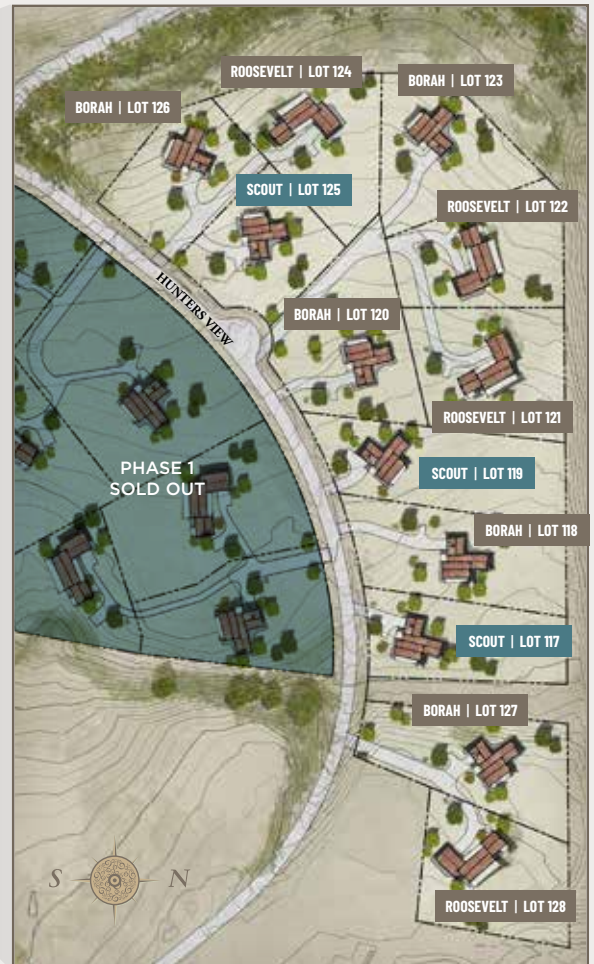 ROOSEVELT | LOT 124
BORAH | LOT 123
BORAH | LOT 126
SCOUT | LOT 125
ROOSEVELT | LOT 122
HUNTERS VIEW
BORAH | LOT 120
ROOSEVELT | LOT 121
PHASE 1
SOLD OUT
SCOUT | LOT 119
BORAH | LOT 118
SCOUT | LOT 117
BORAH | LOT 127
S N
ROOSEVELT | LOT 128